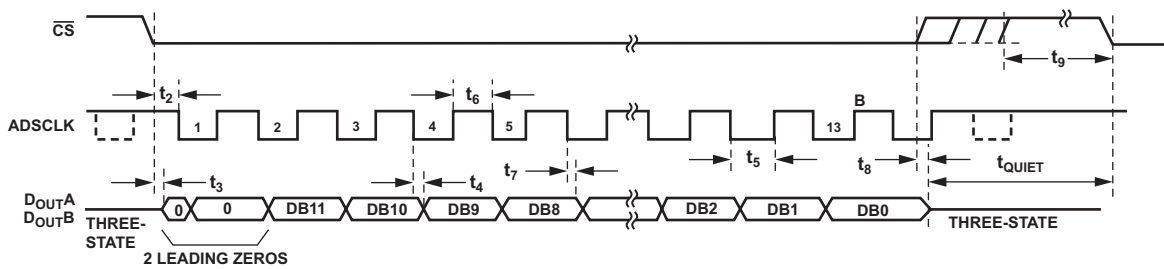 CS
t9
t2
t6
B
ADSCLK
1
2
3
4
5
13
t5
t8
tQUIET
t7
t3
t4
DOUTA
DOUTB
THREE-
STATE
0
0
DB11
DB10
DB9
DB8
DB2
DB1
DB0
THREE-STATE
2 LEADING ZEROS